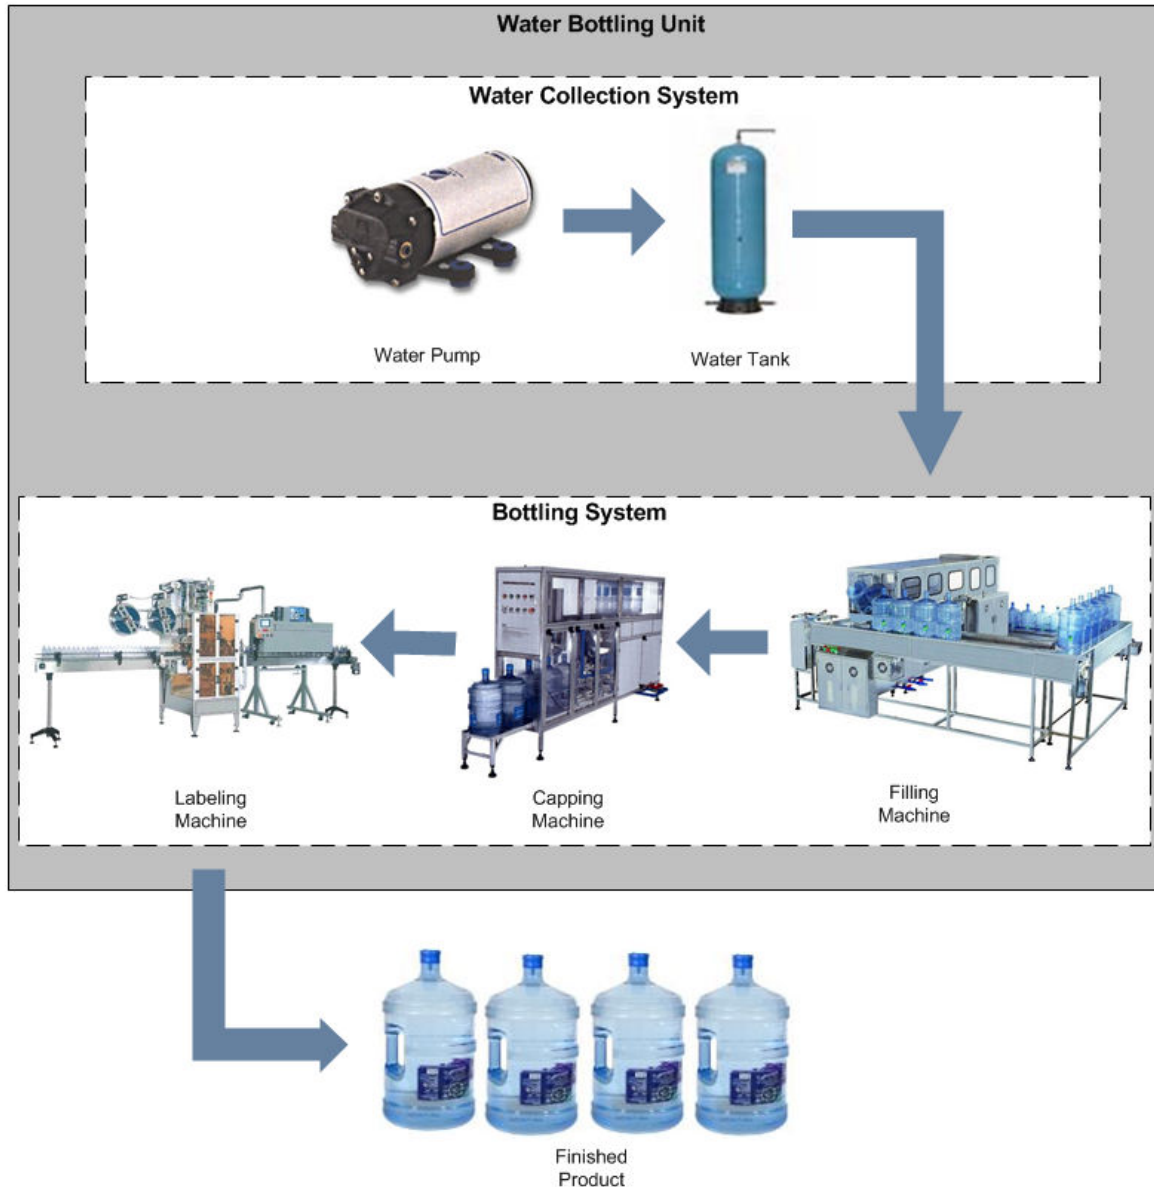 Water Bottling Unit
Water Collection System
Water Pump
Water Tank
Bottling System
Labeling
Machine
Capping
Machine
Filling
Machine
Finished
Product